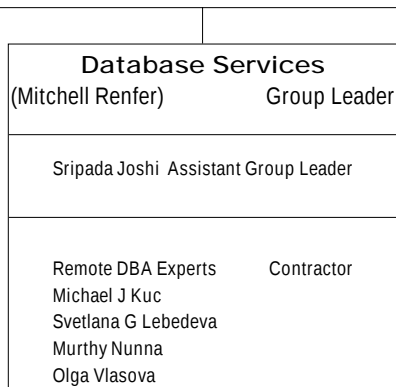 Database Services
(Mitchell Renfer) Group Leader
Sripada Joshi Assistant Group Leader
Remote DBA Experts Contractor
Michael J Kuc
Svetlana G Lebedeva
Murthy Nunna
Olga Vlasova